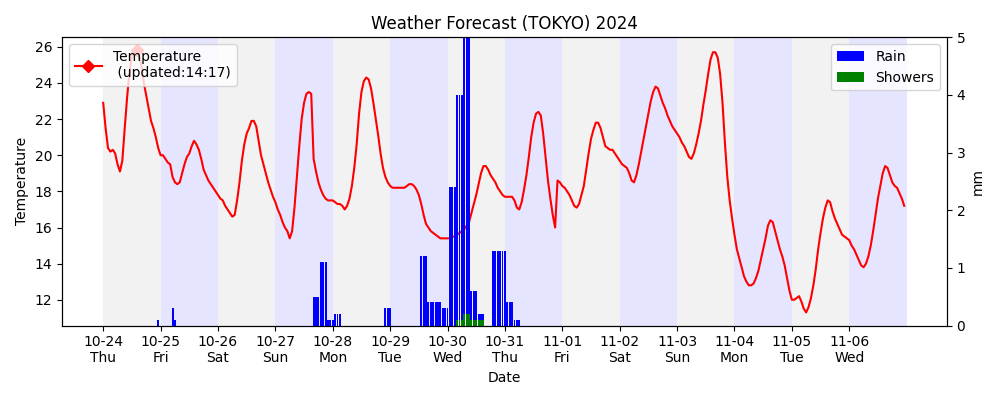 Weather Forecast (TOKYO) 2024
Temperature
(updated:14:17)
Rain
Showers
Temperature
26
24
22
20
18
16
14
12
5
4
3
2
1
0
mm
10-24 10-25 10-26 10-27 10-28 10-29 10-30 10-31 11-01 11-02 11-03 11-04 11-05 11-06
Thu Fri Sat Sun Mon Tue Wed Thu Fri Sat Sun Mon Tue Wed
Date